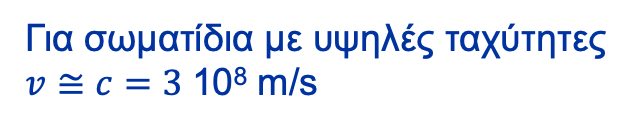 Για σωματίδια με υψηλές ταχύτητες
v ≅ c = 3 10⁸ m/s